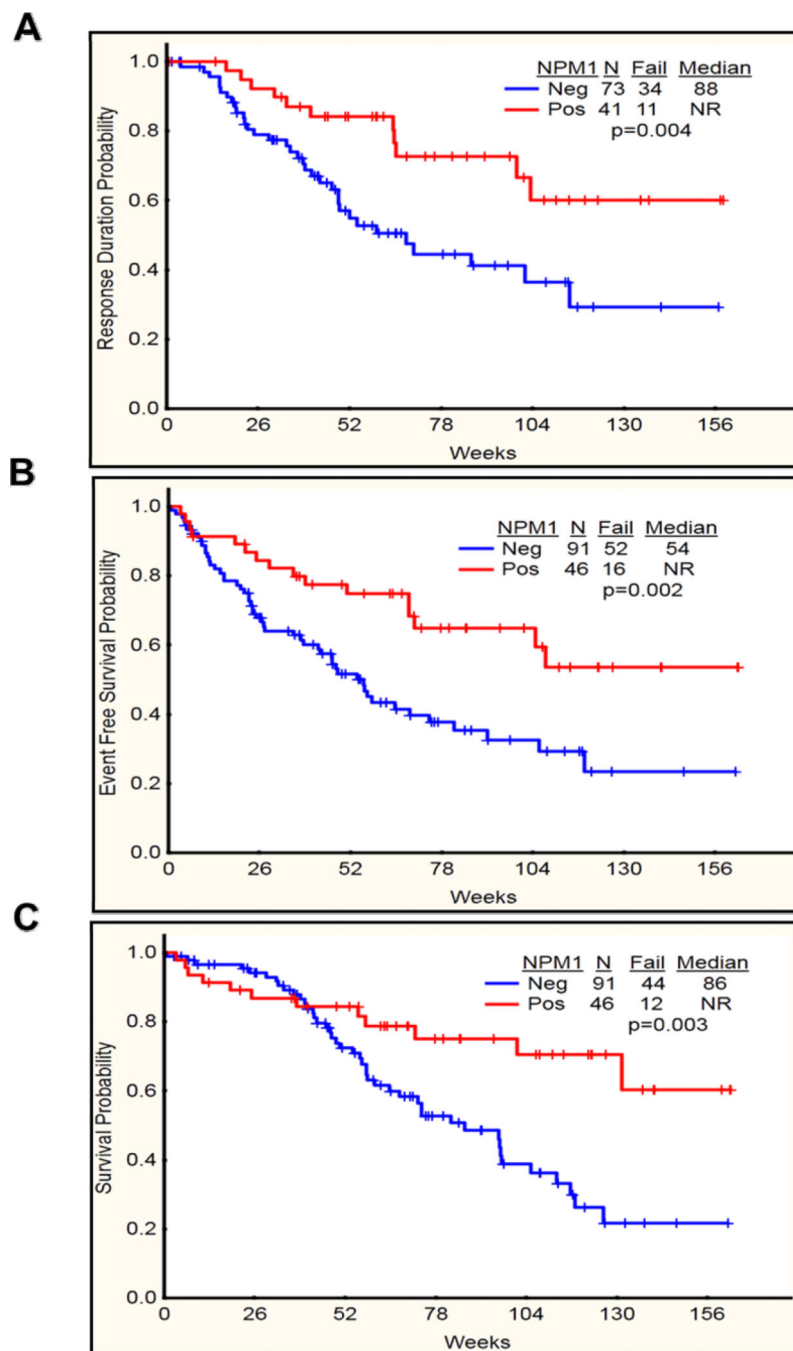 A
1.0
0.8
0.6
0.4
0.2
0.0
Response Duration Probability
NPM1 N Fail Median
Neg 73 34 88
Pos 41 11 NR
p=0.004
0 26 52 78 104 130 156
Weeks
B
1.0
0.8
0.6
0.4
0.2
0.0
Event Free Survival Probability
NPM1 N Fail Median
Neg 91 52 54
Pos 46 16 NR
p=0.002
0 26 52 78 104 130 156
Weeks
C
1.0
0.8
0.6
0.4
0.2
0.0
Survival Probability
NPM1 N Fail Median
Neg 91 44 86
Pos 46 12 NR
p=0.003
0 26 52 78 104 130 156
Weeks